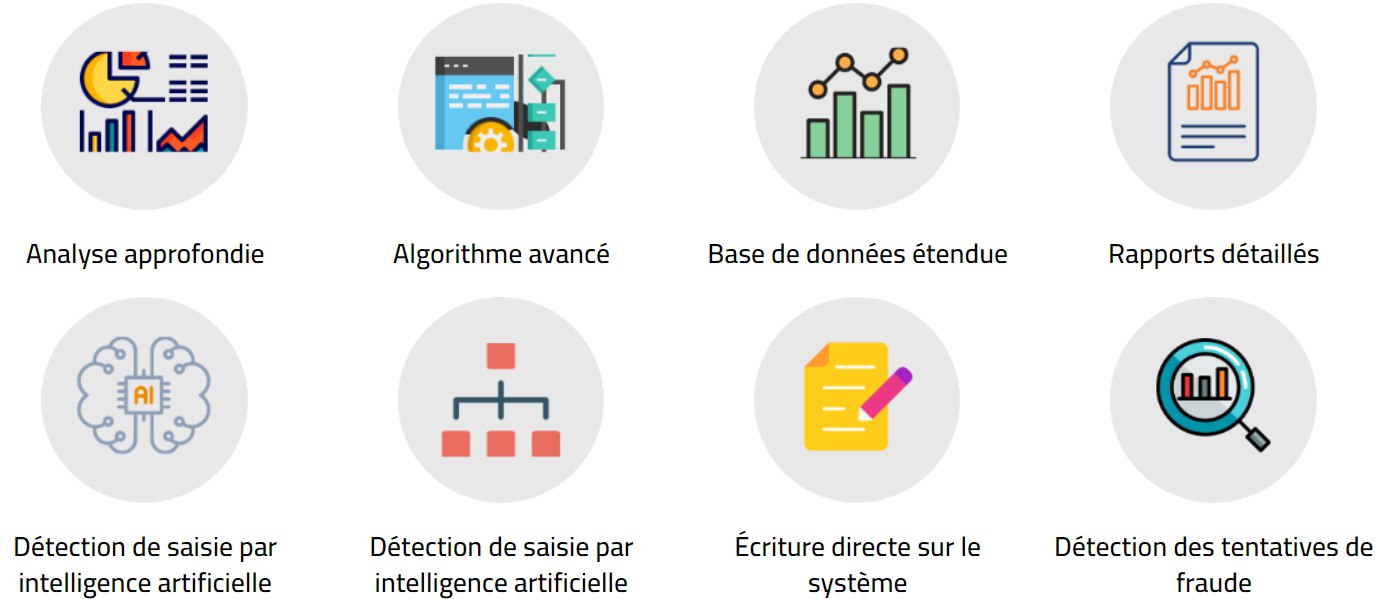 Analyse approfondie
Algorithme avancé
Base de données étendue
Rapports détaillés
AI
Détection de saisie par
intelligence artificielle
Détection de saisie par
intelligence artificielle
Écriture directe sur le
système
Détection des tentatives de
fraude